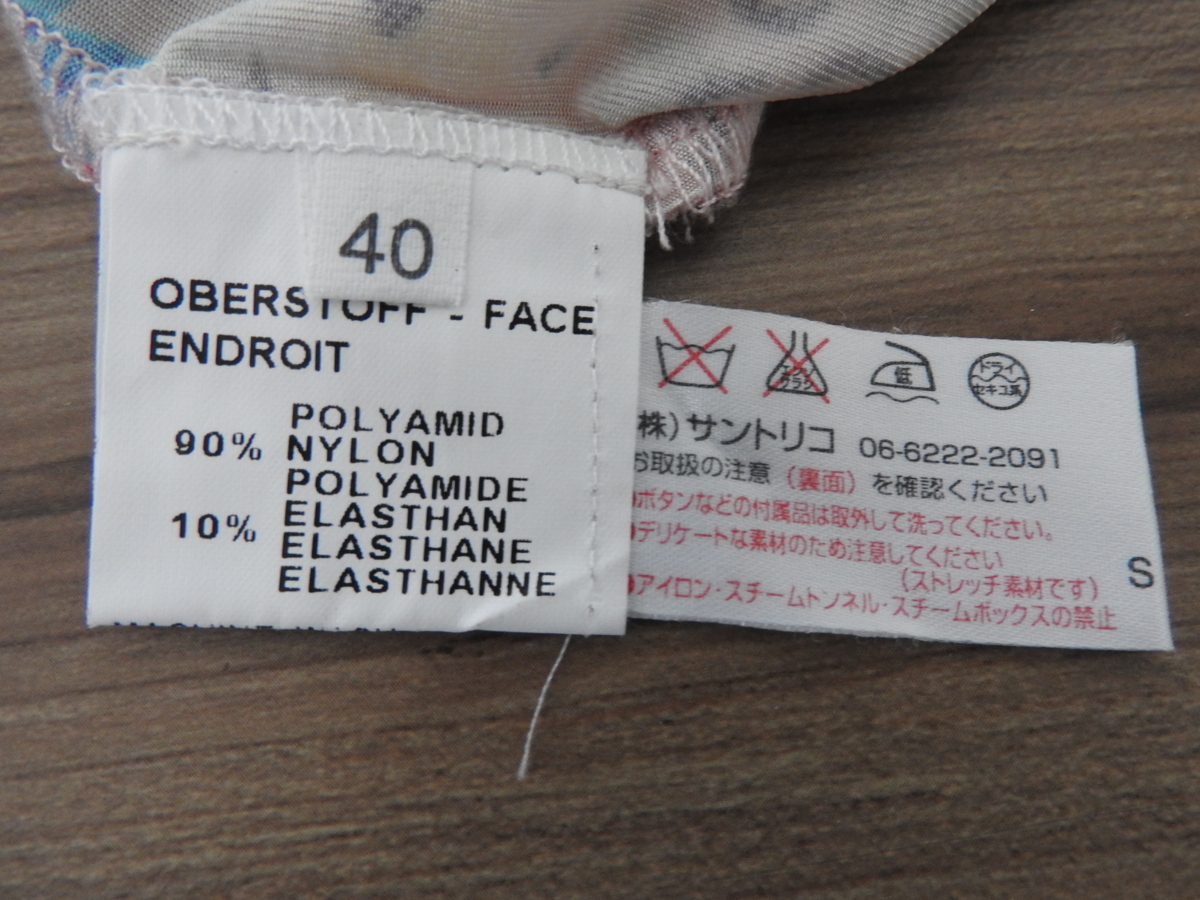 40
OBERSTOFF - FACE
ENDROIT
POLYAMID
90% NYLON
POLYAMIDE
10% ELASTHAN
ELASTHANE
ELASTHANNE
エンソ
サラシ
低
ドライ
セキユ系
株)サントリコ 06-6222-2091
お取扱の注意(裏面)を確認ください
●ボタンなどの付属品は取外して洗ってください。
●デリケートな素材のため注意してください
(ストレッチ素材です)
●アイロン・スチームトンネル・スチームボックスの禁止
S